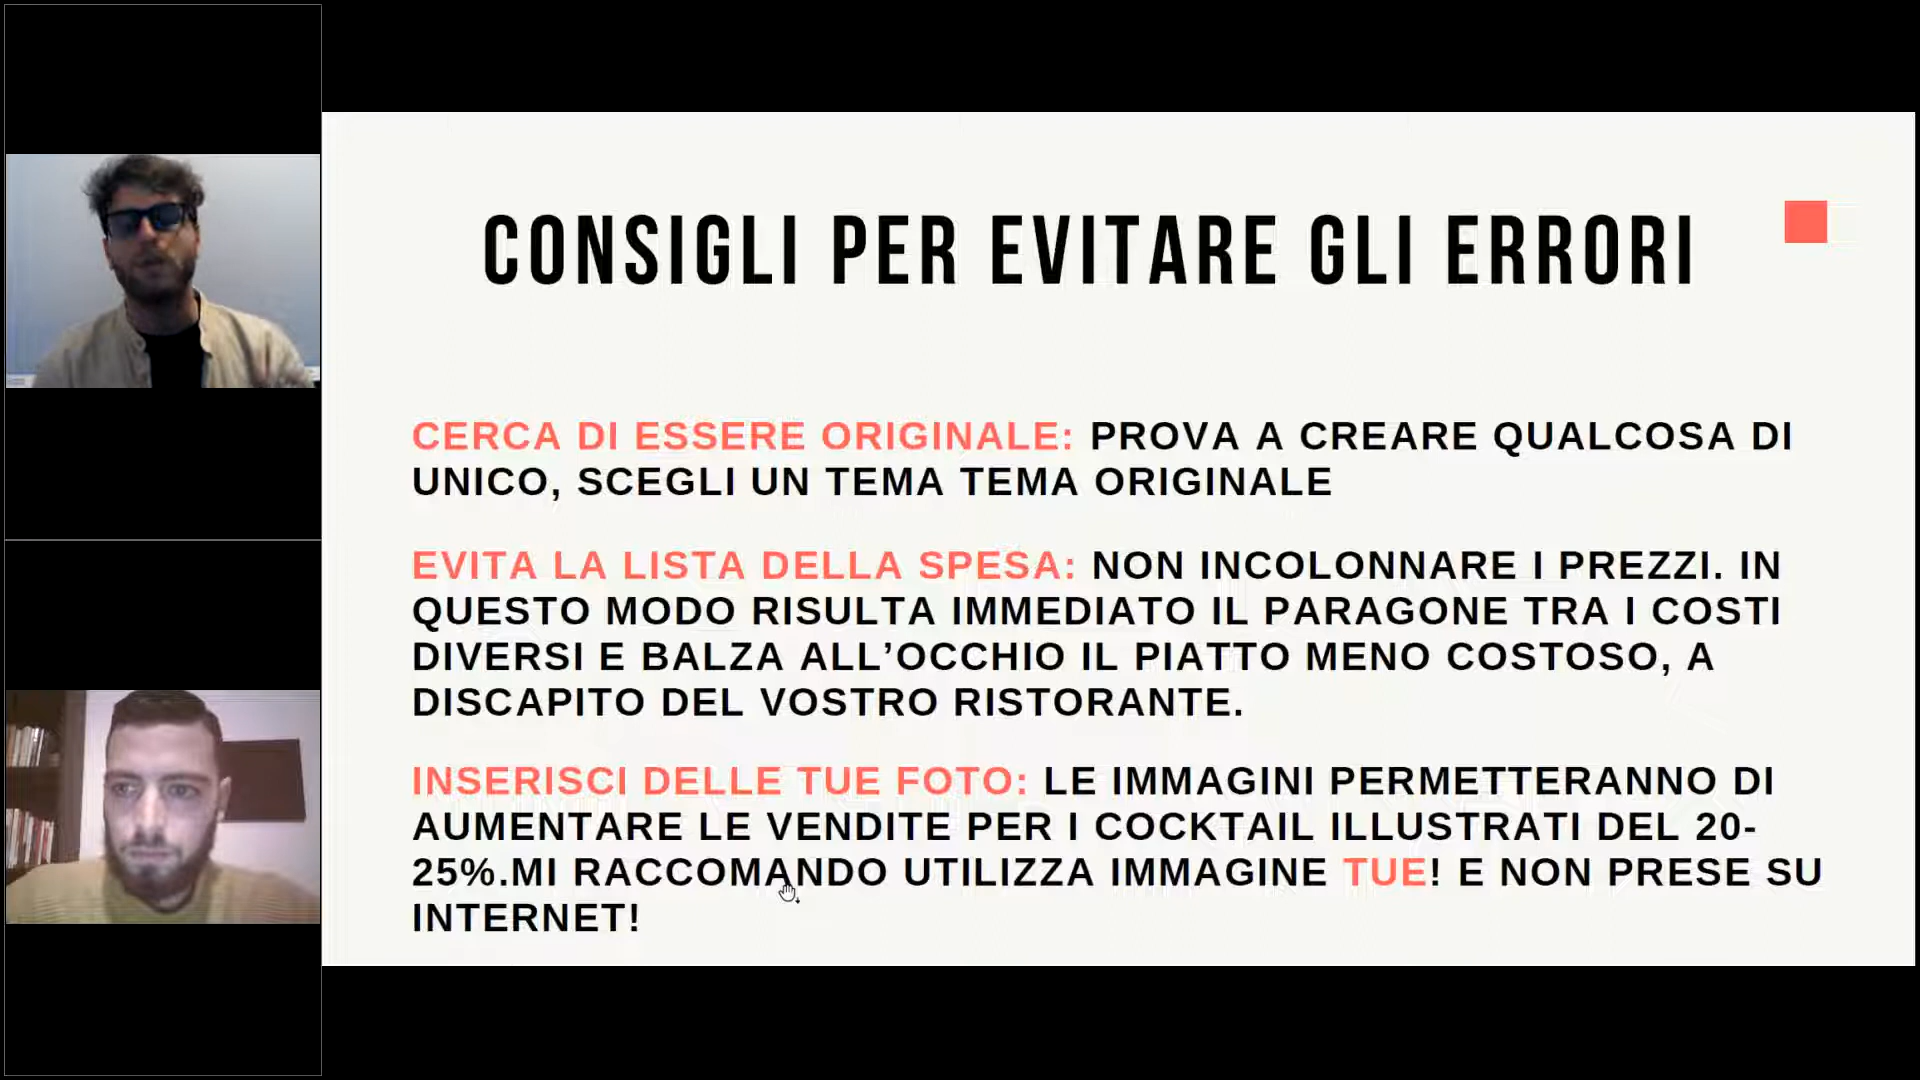 CONSIGLI PER EVITARE GLI ERRORI
CERCA DI ESSERE ORIGINALE: PROVA A CREARE QUALCOSA DI
UNICO, SCEGLI UN TEMA TEMA ORIGINALE
EVITA LA LISTA DELLA SPESA: NON INCOLONNARE I PREZZI. IN
QUESTO MODO RISULTA IMMEDIATO IL PARAGONE TRA I COSTI
DIVERSI E BALZA ALL’OCCHIO IL PIATTO MENO COSTOSO, A
DISCAPITO DEL VOSTRO RISTORANTE.
INSERISCI DELLE TUE FOTO: LE IMMAGINI PERMETTERANNO DI
AUMENTARE LE VENDITE PER I COCKTAIL ILLUSTRATI DEL 20-
25%.MI RACCOMANDO UTILIZZA IMMAGINE TUE! E NON PRESE SU
INTERNET!